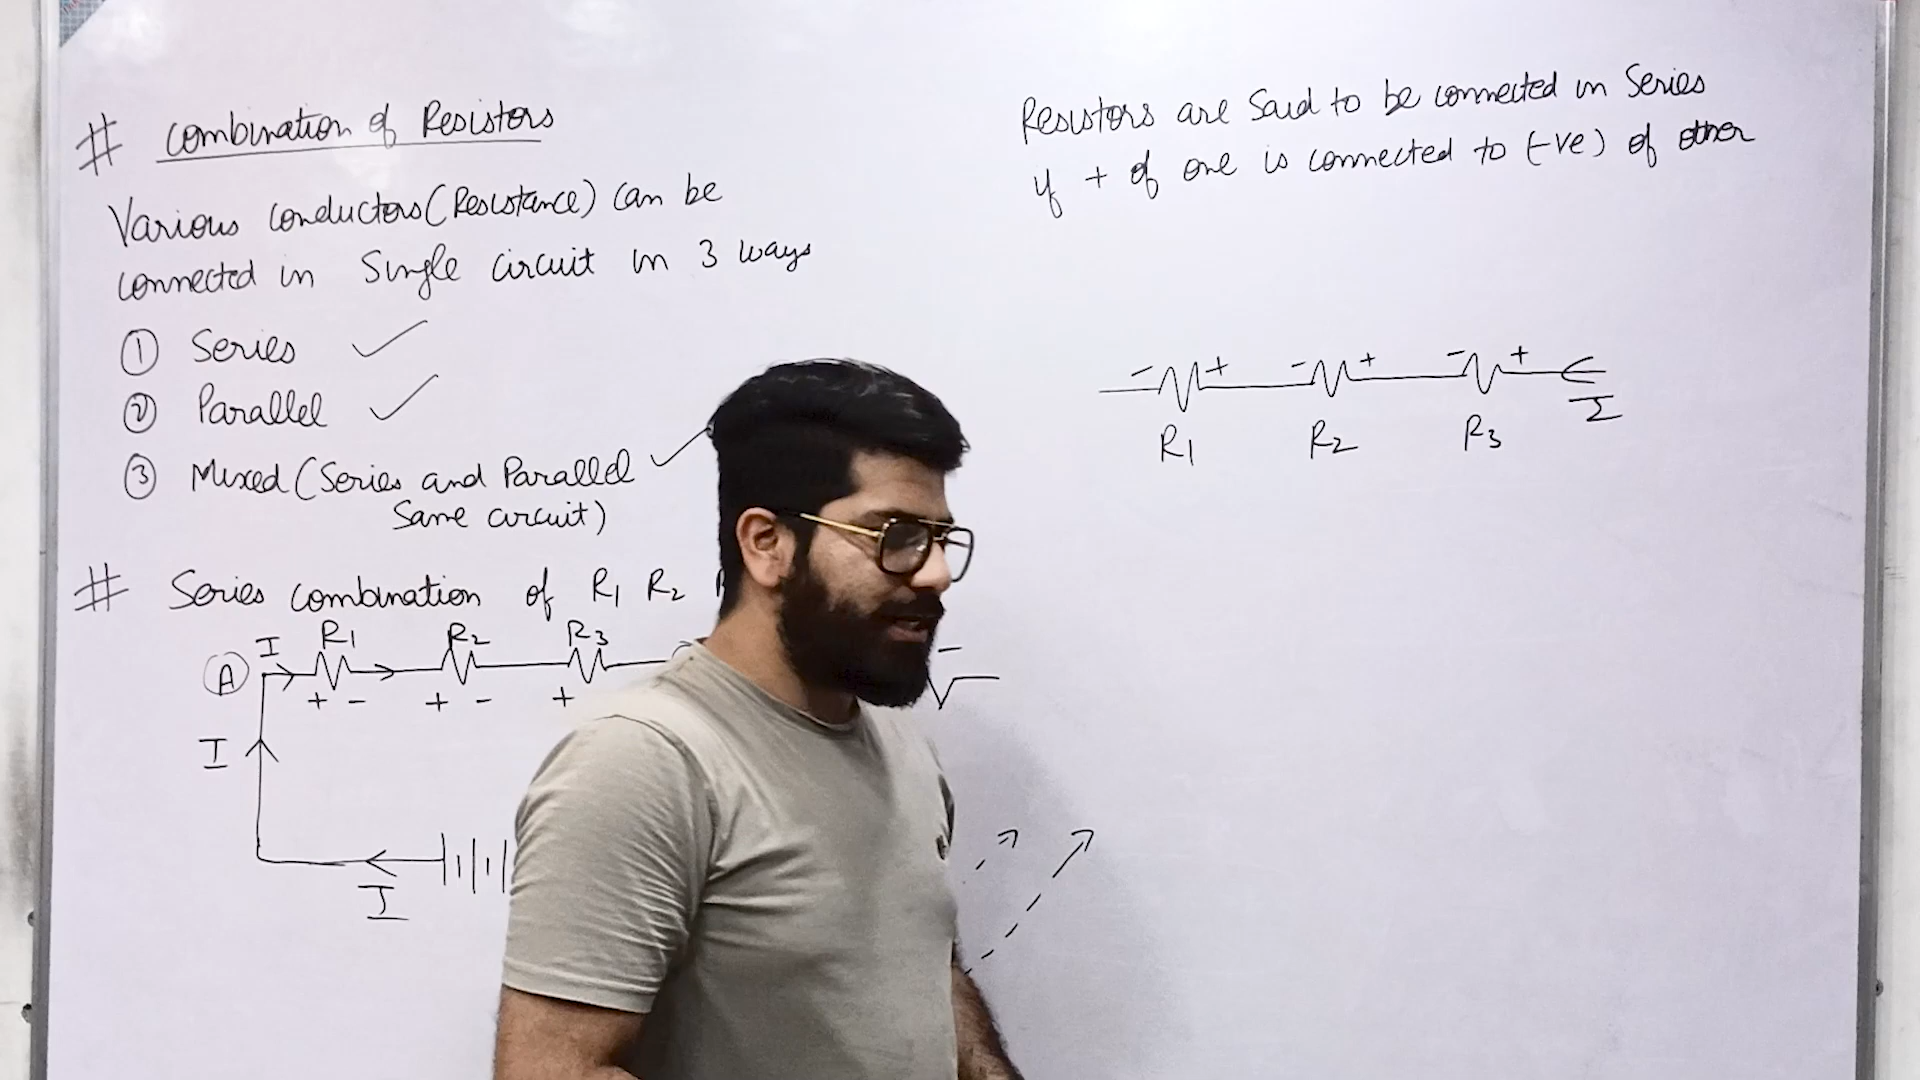 # Combination of Resistors
Various conductors (Resistance) can be
connected in Single circuit in 3 ways
① Series ✓
② Parallel ✓
③ Mixed (Series and Parallel ✓
Same circuit)
# Series combination of R1 R2
I R1 R2 R3
A
+ - + - + -
I
I
Resistors are Said to be connected in Series
if + of one is connected to (-ve) of other
- + - + - +
I
R1 R2 R3